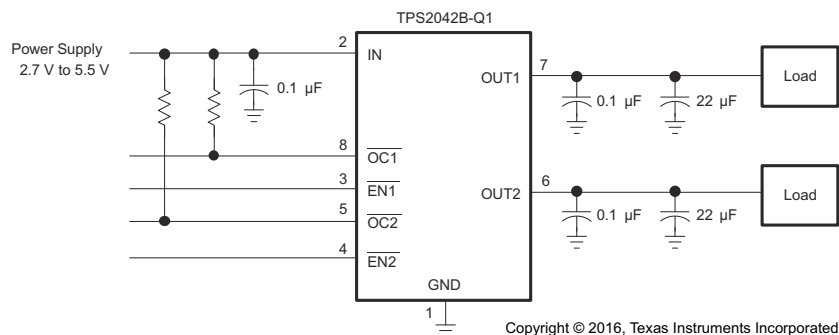 TPS2042B-Q1
Power Supply
2.7 V to 5.5 V
2
IN
0.1 µF
8
OC1
3
EN1
5
OC2
4
EN2
GND
1
OUT1
7
0.1 µF
22 µF
Load
OUT2
6
0.1 µF
22 µF
Load
Copyright © 2016, Texas Instruments Incorporated